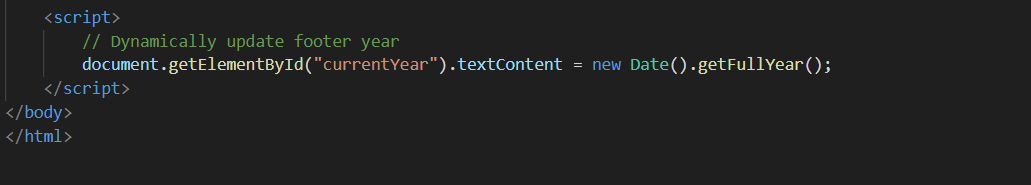 <script>
// Dynamically update footer year
document.getElementById("currentYear").textContent = new Date().getFullYear();
</script>
</body>
</html>